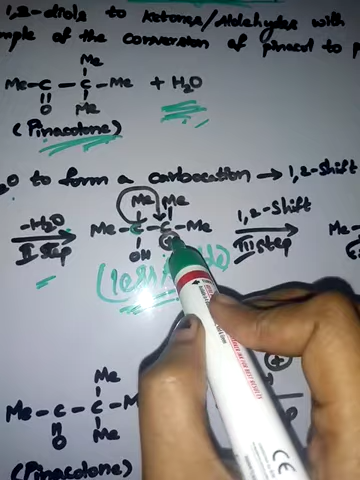 1,2-diols to ketones/Aldehydes with
of the conversion of pinacol to
Me
Me-C-C-Me + H2O
O Me
(Pinacolone)
to form a carbocation → 1,2-shift
Me Me
-H2O Me-C-C-Me 1,2-shift Me
II step OH III step
Me
Me-C-C-
O Me
(Pinacolone)
CE